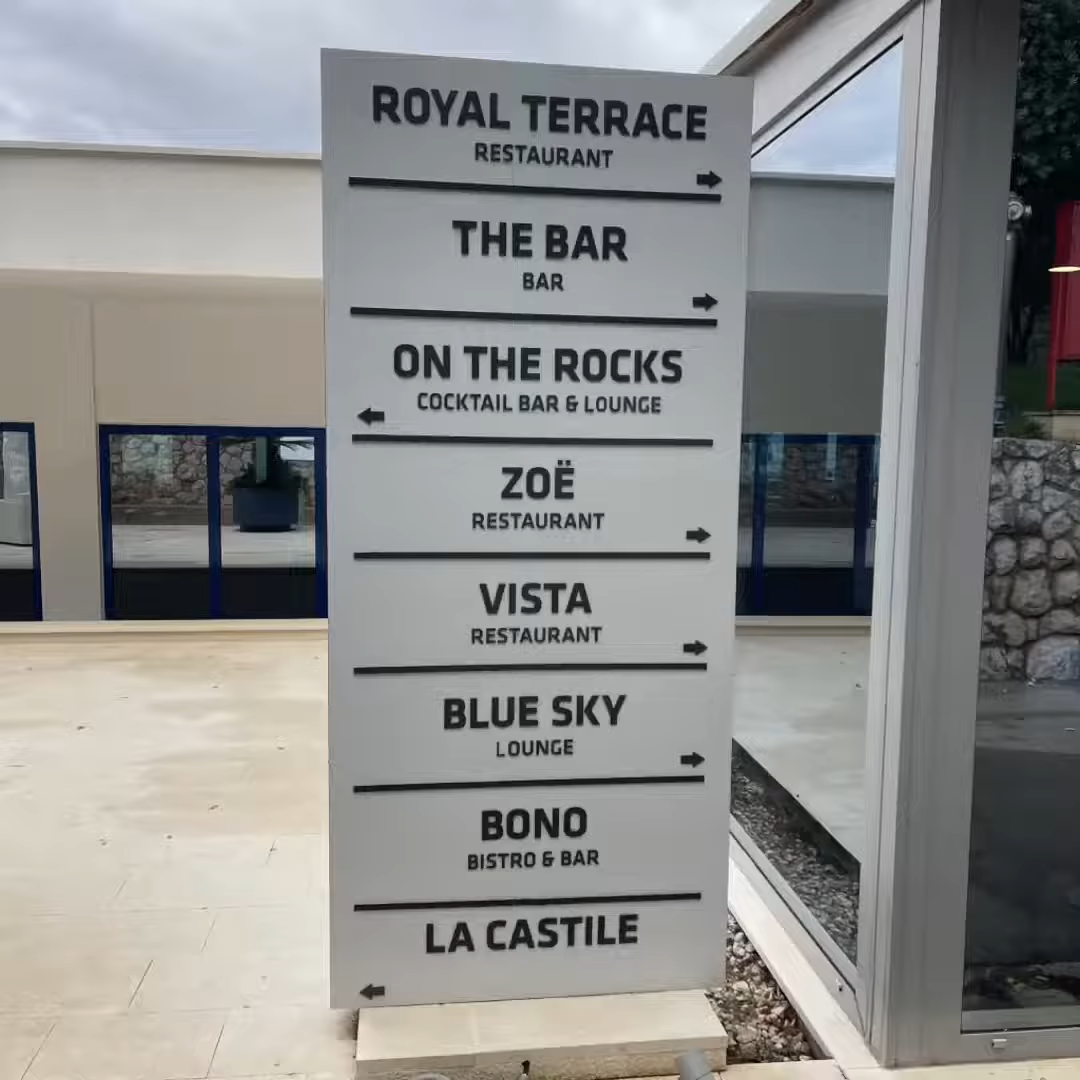 ROYAL TERRACE
RESTAURANT
THE BAR
BAR
ON THE ROCKS
COCKTAIL BAR & LOUNGE
ZOË
RESTAURANT
VISTA
RESTAURANT
BLUE SKY
LOUNGE
BONO
BISTRO & BAR
LA CASTILE